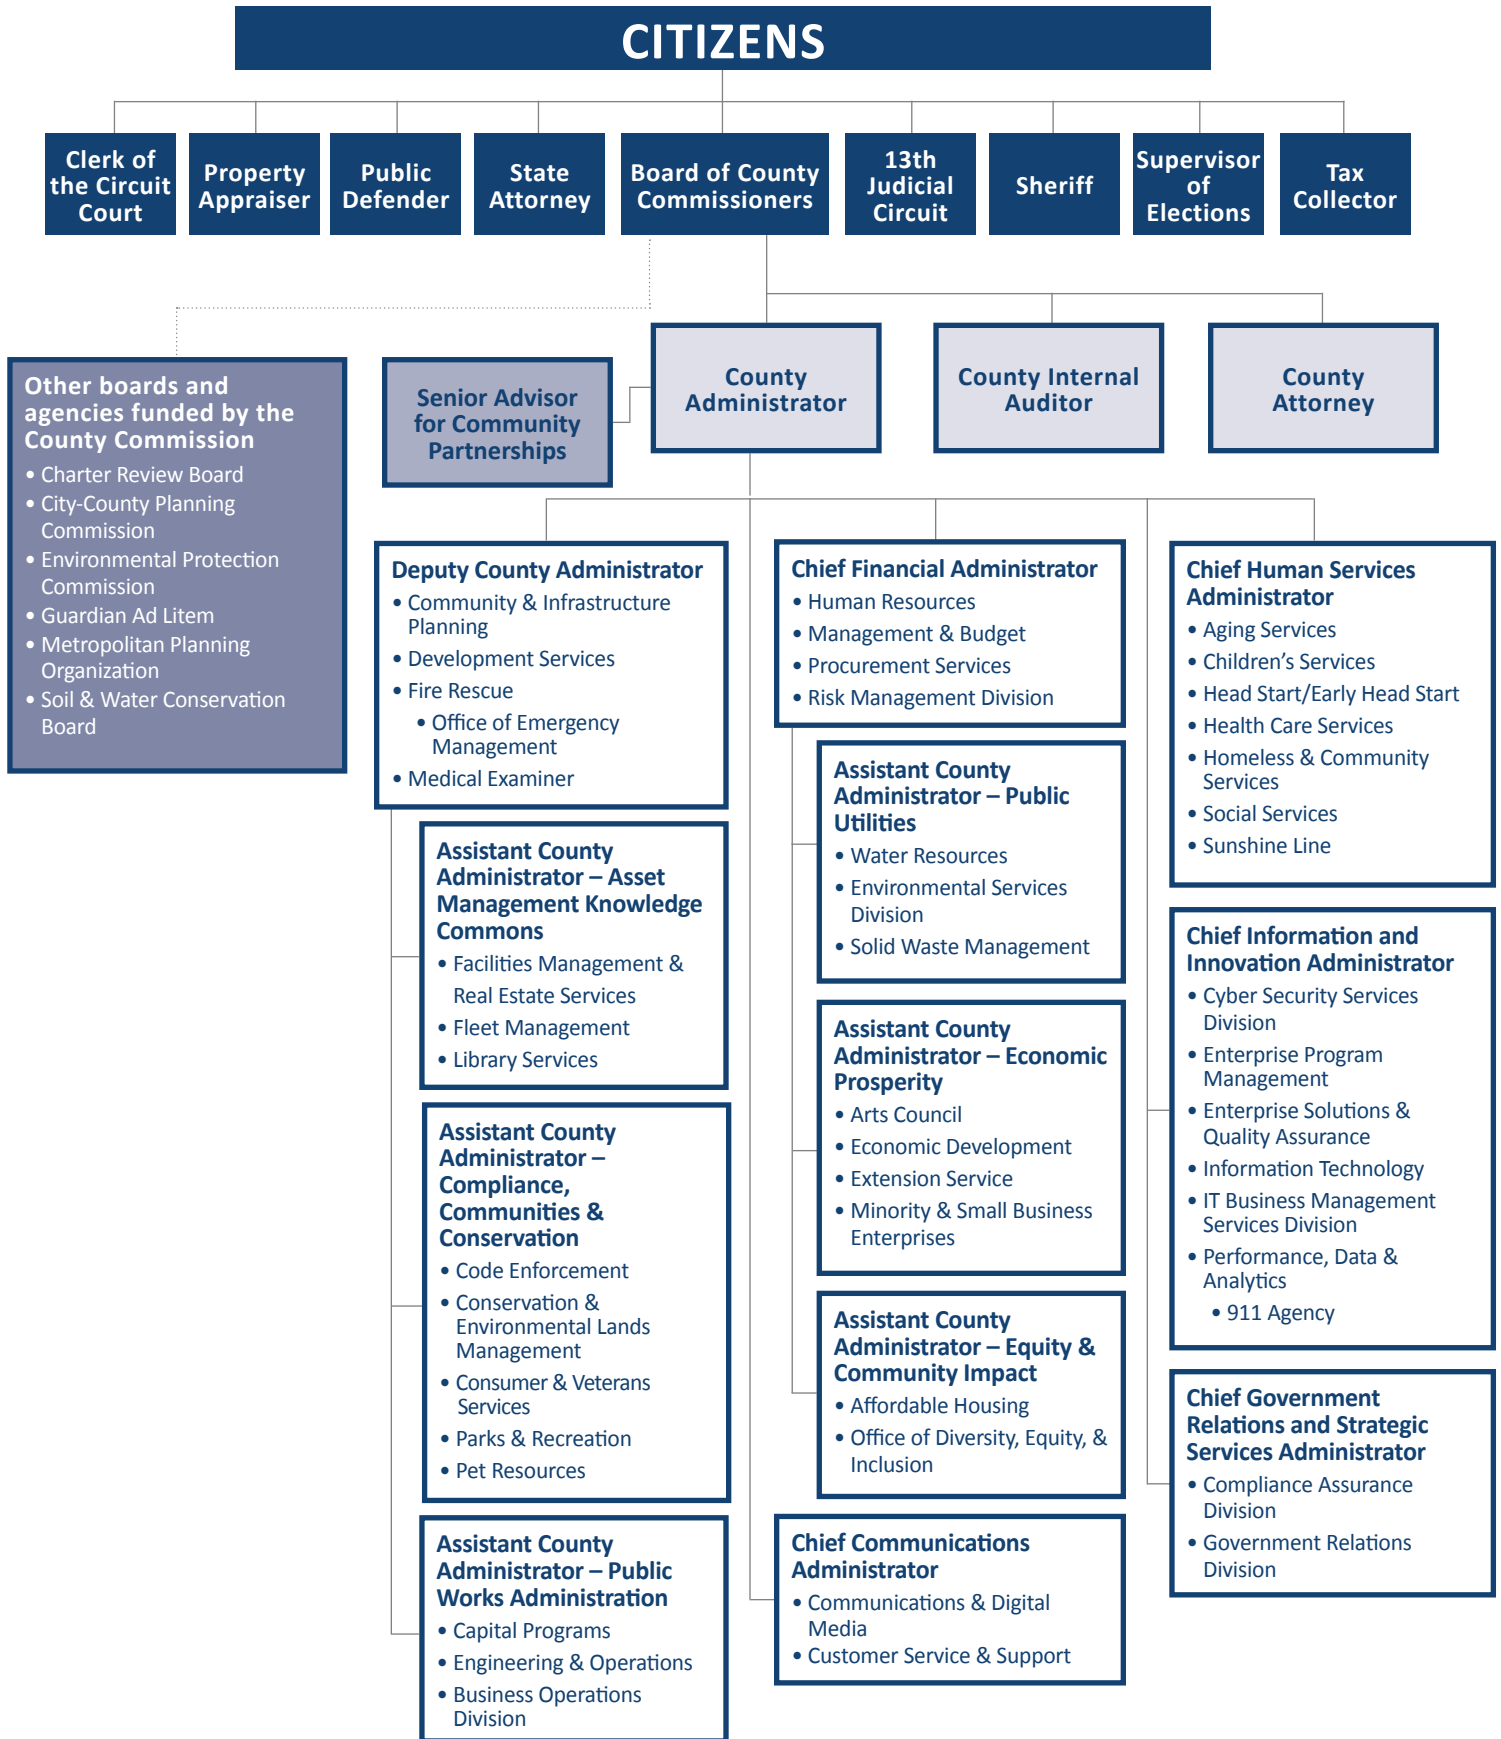 CITIZENS
Clerk of
the Circuit
Court
Property
Appraiser
Public
Defender
State
Attorney
Board of County
Commissioners
13th
Judicial
Circuit
Sheriff
Supervisor
of
Elections
Tax
Collector
Other boards and
agencies funded by the
County Commission
• Charter Review Board
• City-County Planning
Commission
• Environmental Protection
Commission
• Guardian Ad Litem
• Metropolitan Planning
Organization
• Soil & Water Conservation
Board
Senior Advisor
for Community
Partnerships
County
Administrator
County Internal
Auditor
County
Attorney
Deputy County Administrator
• Community & Infrastructure
Planning
• Development Services
• Fire Rescue
• Office of Emergency
Management
• Medical Examiner
Assistant County
Administrator – Asset
Management Knowledge
Commons
• Facilities Management &
Real Estate Services
• Fleet Management
• Library Services
Assistant County
Administrator –
Compliance,
Communities &
Conservation
• Code Enforcement
• Conservation &
Environmental Lands
Management
• Consumer & Veterans
Services
• Parks & Recreation
• Pet Resources
Assistant County
Administrator – Public
Works Administration
• Capital Programs
• Engineering & Operations
• Business Operations
Division
Chief Financial Administrator
• Human Resources
• Management & Budget
• Procurement Services
• Risk Management Division
Assistant County
Administrator – Public
Utilities
• Water Resources
• Environmental Services
Division
• Solid Waste Management
Assistant County
Administrator – Economic
Prosperity
• Arts Council
• Economic Development
• Extension Service
• Minority & Small Business
Enterprises
Assistant County
Administrator – Equity &
Community Impact
• Affordable Housing
• Office of Diversity, Equity, &
Inclusion
Chief Communications
Administrator
• Communications & Digital
Media
• Customer Service & Support
Chief Human Services
Administrator
• Aging Services
• Children’s Services
• Head Start/Early Head Start
• Health Care Services
• Homeless & Community
Services
• Social Services
• Sunshine Line
Chief Information and
Innovation Administrator
• Cyber Security Services
Division
• Enterprise Program
Management
• Enterprise Solutions &
Quality Assurance
• Information Technology
• IT Business Management
Services Division
• Performance, Data &
Analytics
• 911 Agency
Chief Government
Relations and Strategic
Services Administrator
• Compliance Assurance
Division
• Government Relations
Division